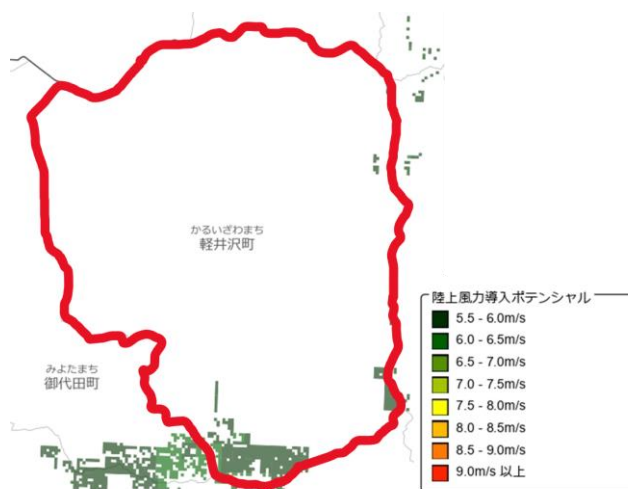 かるいざわまち
軽井沢町
みよたまち
御代田町
陸上風力導入ポテンシャル
5.5 - 6.0m/s
6.0 - 6.5m/s
6.5 - 7.0m/s
7.0 - 7.5m/s
7.5 - 8.0m/s
8.0 - 8.5m/s
8.5 - 9.0m/s
9.0m/s 以上